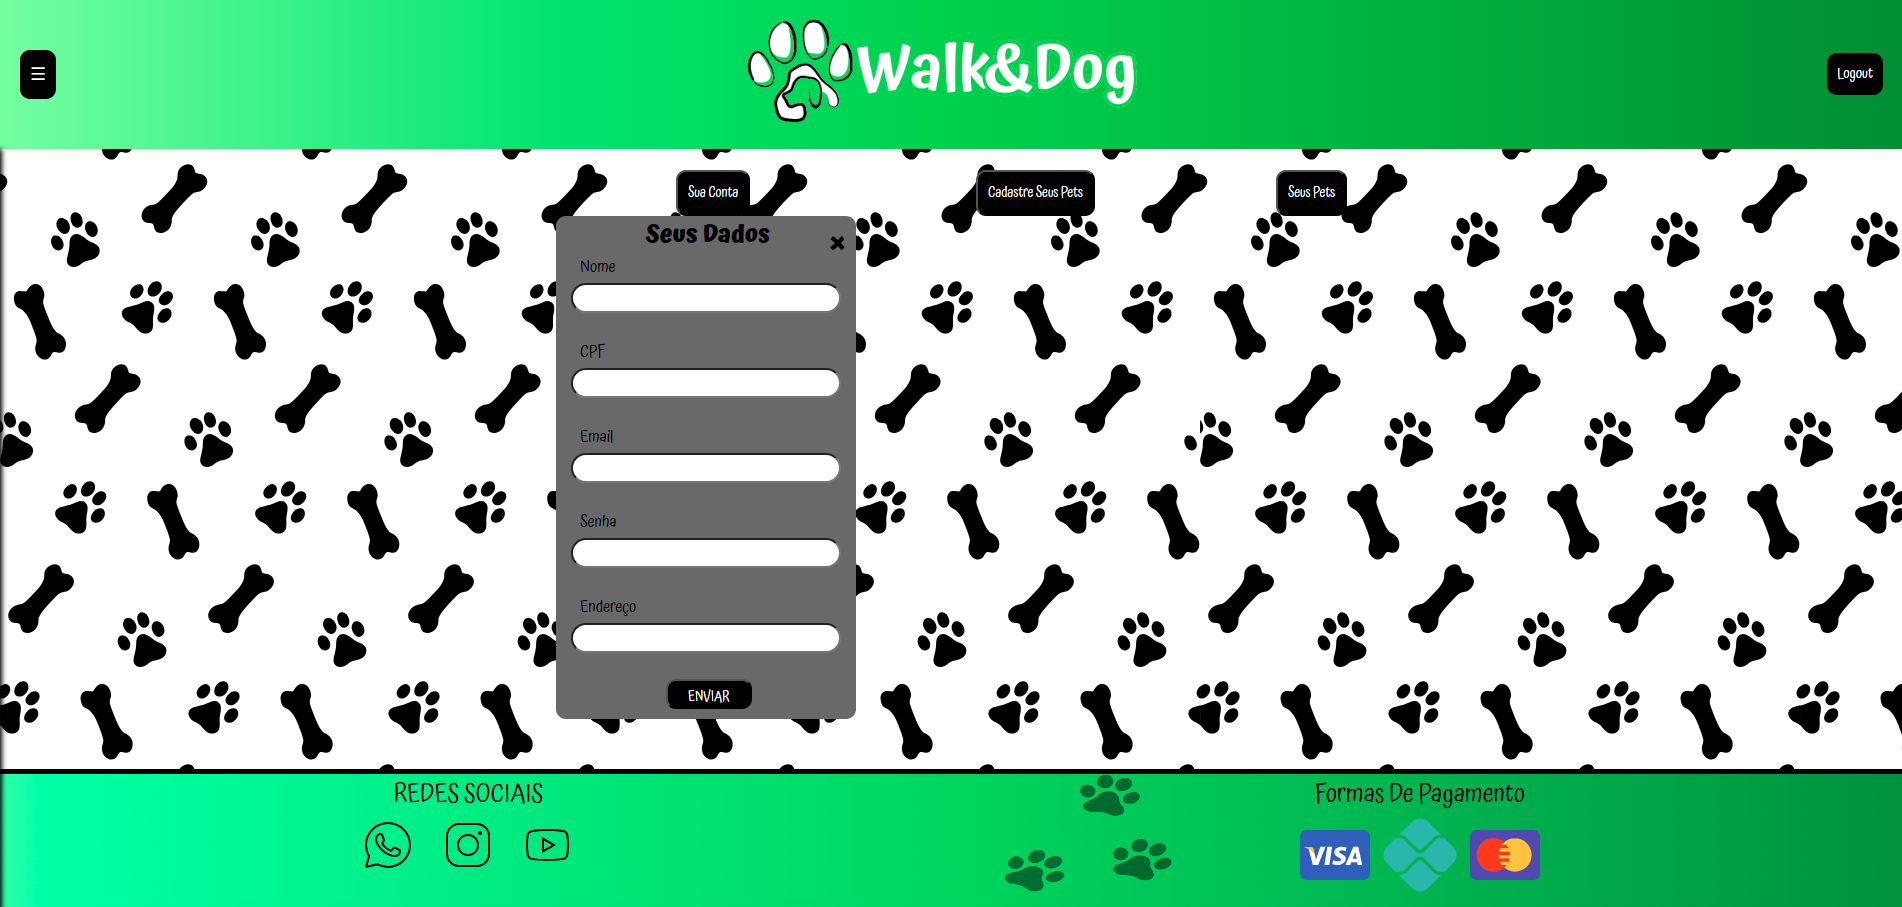 ☰
Walk&Dog
Logout
Sua Conta
Cadastre Seus Pets
Seus Pets
Seus Dados
✖
Nome
CPF
Email
Senha
Endereço
ENVIAR
REDES SOCIAIS
Formas De Pagamento
VISA